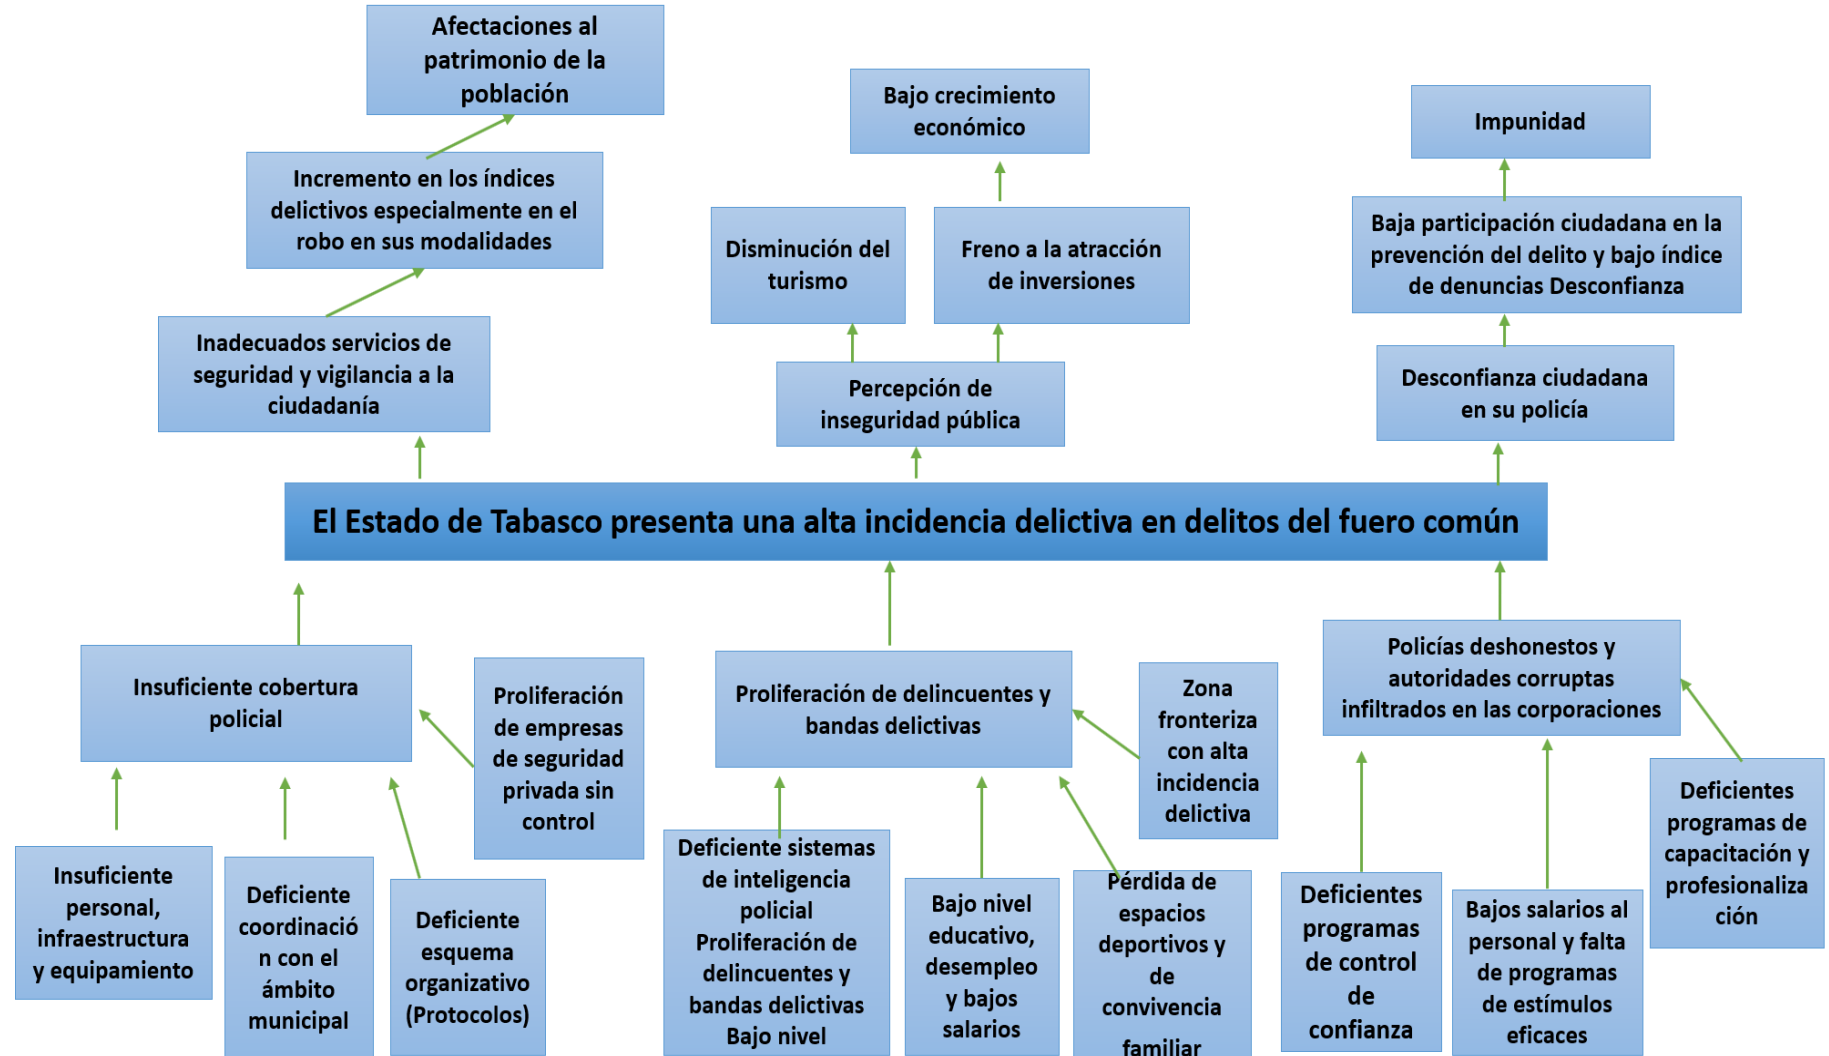 Afectaciones al
patrimonio de la
población
Bajo crecimiento
económico
Impunidad
Incremento en los índices
delictivos especialmente en el
robo en sus modalidades
Disminución del
turismo
Freno a la atracción
de inversiones
Baja participación ciudadana en la
prevención del delito y bajo índice
de denuncias Desconfianza
Inadecuados servicios de
seguridad y vigilancia a la
ciudadanía
Percepción de
inseguridad pública
Desconfianza ciudadana
en su policía
El Estado de Tabasco presenta una alta incidencia delictiva en delitos del fuero común
Insuficiente cobertura
policial
Proliferación
de empresas
de seguridad
privada sin
control
Proliferación de delincuentes y
bandas delictivas
Zona
fronteriza
con alta
incidencia
delictiva
Policías deshonestos y
autoridades corruptas
infiltrados en las corporaciones
Insuficiente
personal,
infraestructura
y equipamiento
Deficiente
coordinació
n con el
ámbito
municipal
Deficiente
esquema
organizativo
(Protocolos)
Deficiente sistemas
de inteligencia
policial
Proliferación de
delincuentes y
bandas delictivas
Bajo nivel
Bajo nivel
educativo,
desempleo
y bajos
salarios
Pérdida de
espacios
deportivos y
de
convivencia
familiar
Deficientes
programas
de control
de
confianza
Bajos salarios al
personal y falta
de programas
de estímulos
eficaces
Deficientes
programas de
capacitación y
profesionaliza
ción